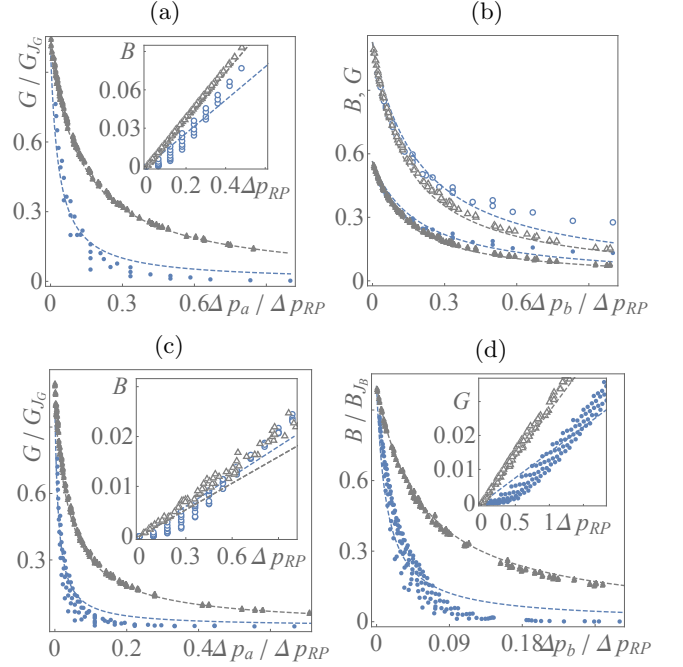 (a)
G / G_{J_G}
0.6
0.3
0
0
0.3
0.6 Δp_a / Δp_{RP}
B
0.06
0.03
0
0
0.2
0.4 Δp_{RP}
(b)
B, G
0.6
0.3
0
0
0.3
0.6 Δp_b / Δp_{RP}
(c)
G / G_{J_G}
0.6
0.3
0
0.2
0.4 Δp_a / Δp_{RP}
B
0.02
0.01
0
0
0.3
0.6 Δp_{RP}
(d)
B / B_{J_B}
0.6
0.3
0
0
0.09
0.18 Δp_b / Δp_{RP}
G
0.02
0.01
0
0
0.5
1 Δp_{RP}